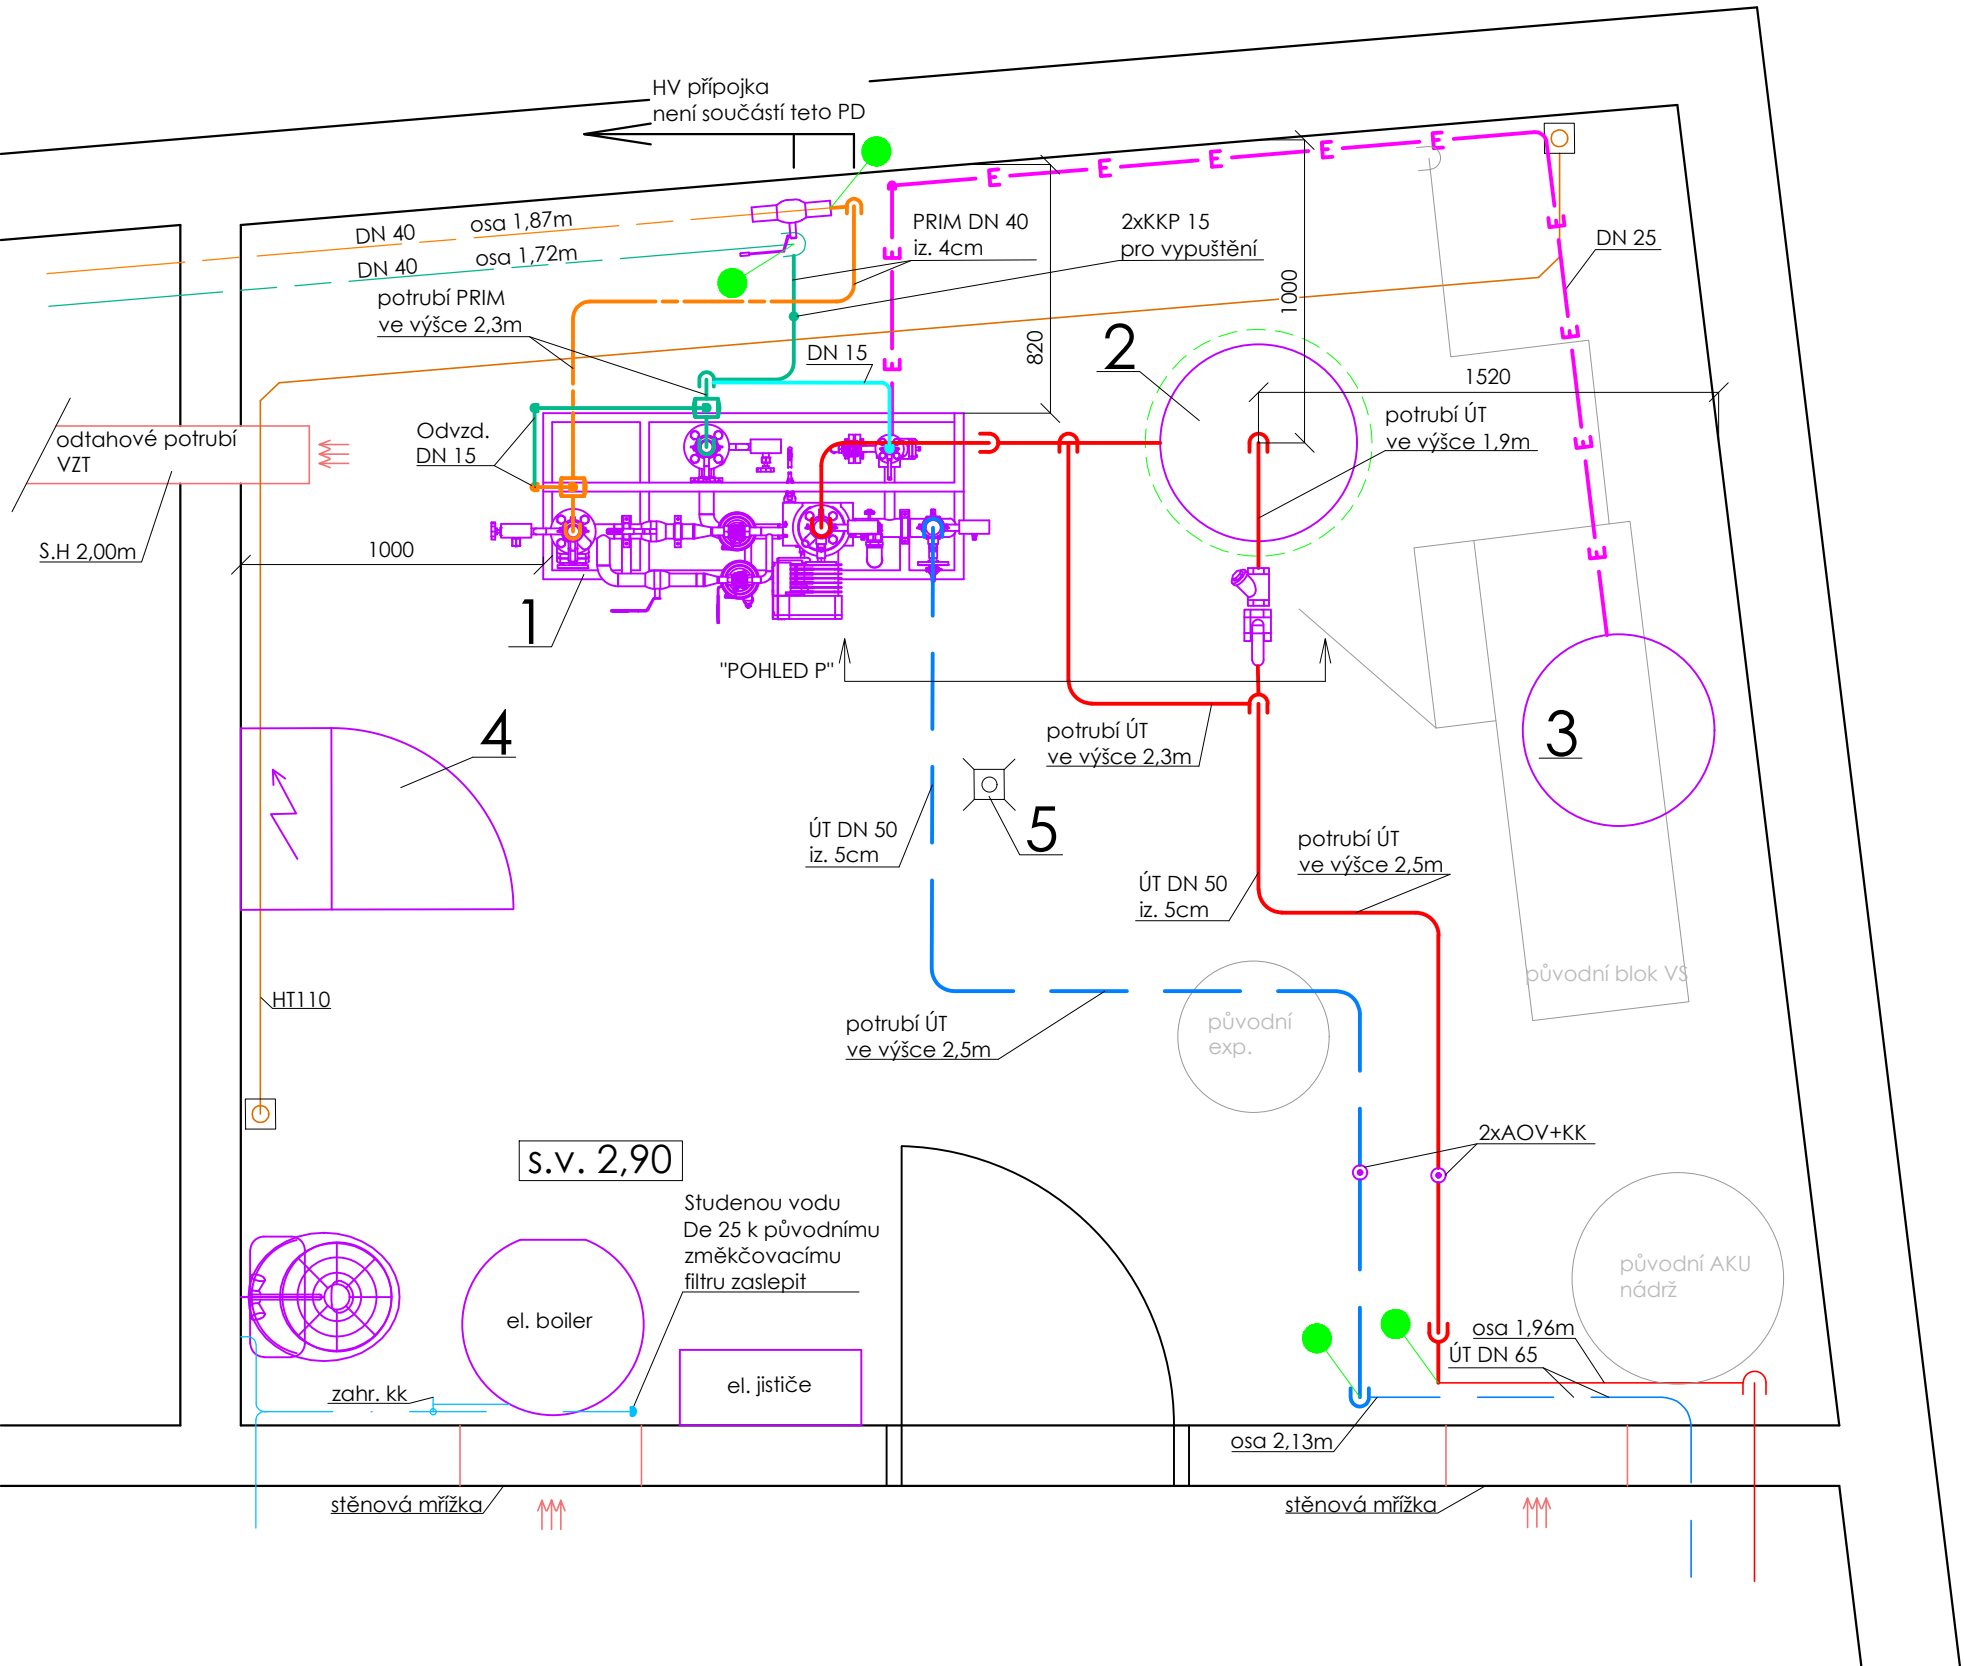 HV přípojka
není součástí teto PD
DN 40
osa 1,87m
DN 40
osa 1,72m
PRIM DN 40
iz. 4cm
2xKKP 15
pro vypuštění
DN 25
potrubí PRIM
ve výšce 2,3m
DN 15
820
1000
2
1520
potrubí ÚT
ve výšce 1,9m
odtahové potrubí
VZT
Odvzd.
DN 15
S.H 2,00m
1000
1
"POHLED P"
potrubí ÚT
ve výšce 2,3m
3
4
5
ÚT DN 50
iz. 5cm
potrubí ÚT
ve výšce 2,5m
ÚT DN 50
iz. 5cm
původní blok VS
HT110
potrubí ÚT
ve výšce 2,5m
původní
exp.
s.v. 2,90
2xAOV+KK
Studenou vodu
De 25 k původnímu
změkčovacímu
filtru zaslepit
původní AKU
nádrž
el. boiler
el. jističe
zahr. kk
osa 1,96m
ÚT DN 65
osa 2,13m
stěnová mřížka
stěnová mřížka
E
E
E
E
E
E
E
E
E
E
E